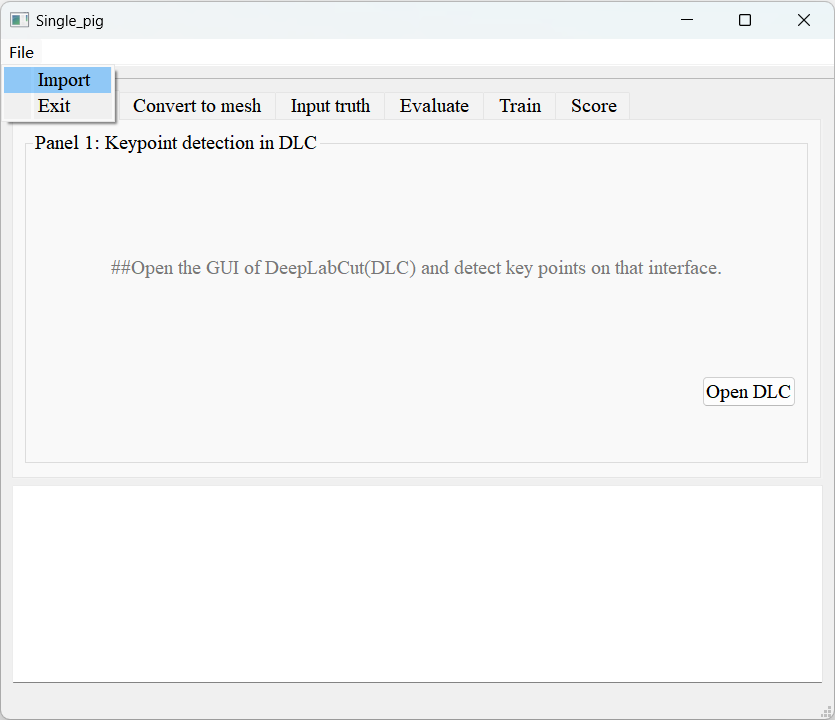 Single_pig
File
Import
Exit
Convert to mesh Input truth Evaluate Train Score
Panel 1: Keypoint detection in DLC
##Open the GUI of DeepLabCut(DLC) and detect key points on that interface.
Open DLC